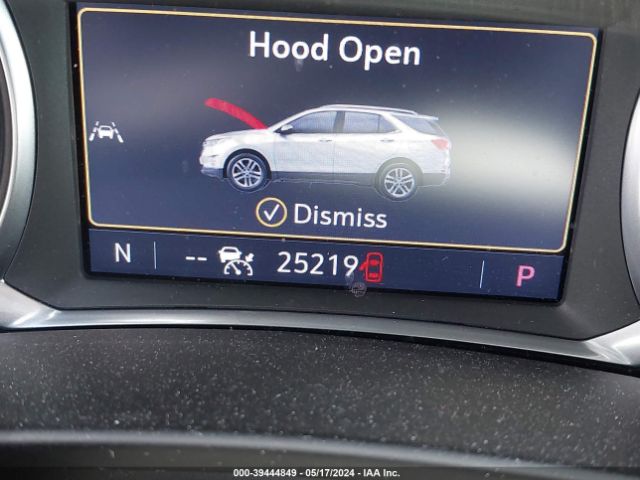 Hood Open
Dismiss
N -- 25219 P
000-39444849 — 05/17/2024 — IAA Inc.